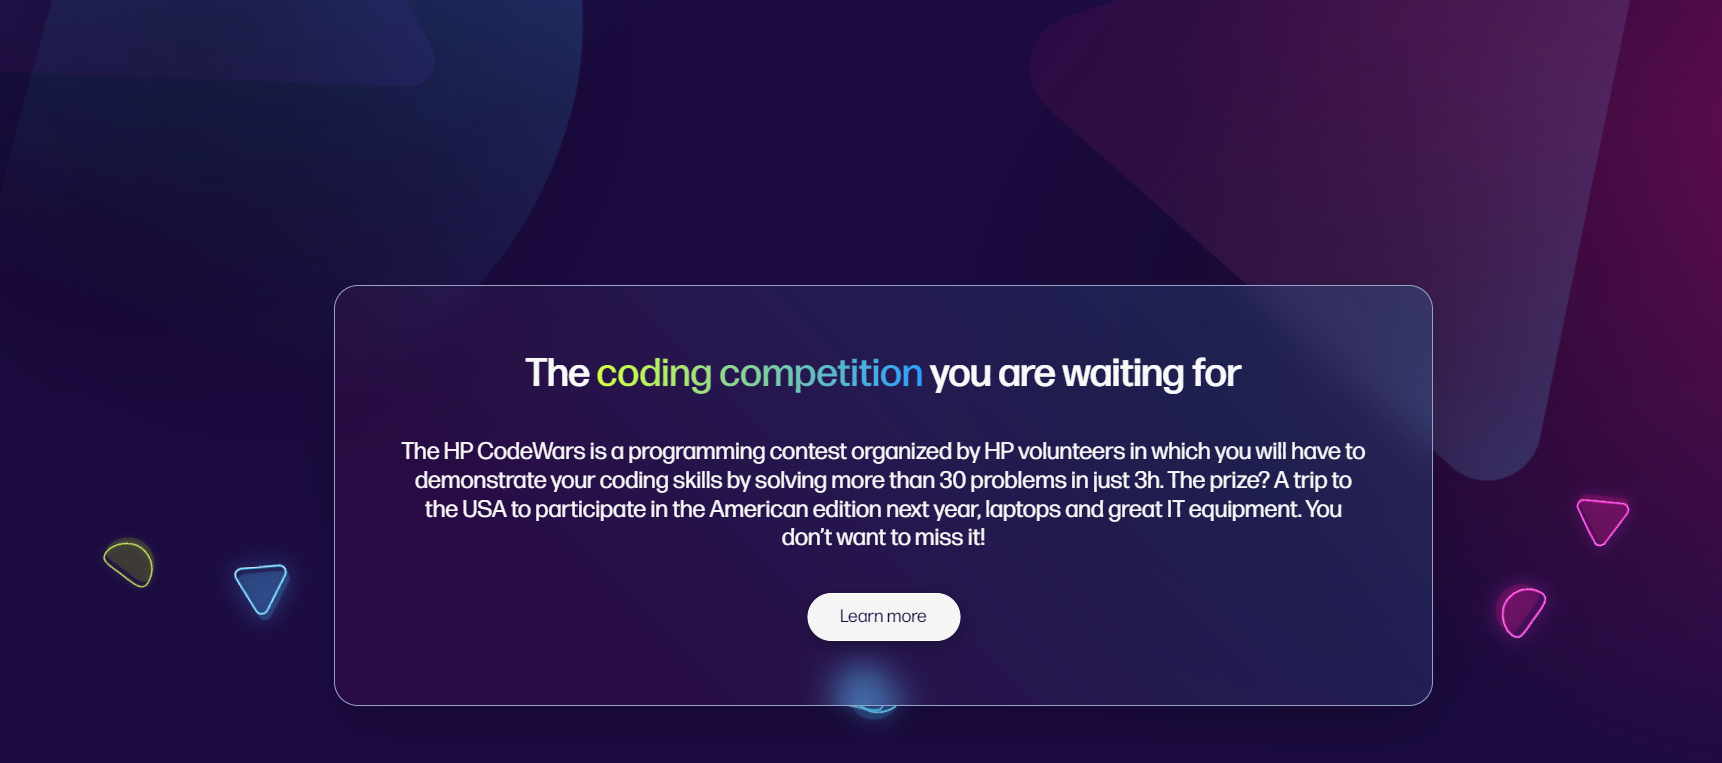 The coding competition you are waiting for
The HP CodeWars is a programming contest organized by HP volunteers in which you will have to
demonstrate your coding skills by solving more than 30 problems in just 3h. The prize? A trip to
the USA to participate in the American edition next year, laptops and great IT equipment. You
don’t want to miss it!
Learn more